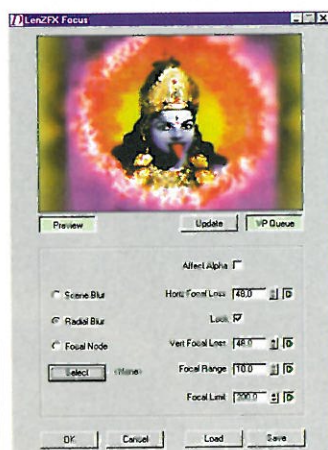 LenZFX Focus
Preview
Update
VP Queue
Affect Alpha
Scene Blur
Horiz Focal Loss
48.0
Radial Blur
Lock
Focal Node
Vert Focal Loss
48.0
Select
<None>
Focal Range
10.0
Focal Limit
200.0
OK
Cancel
Load
Save